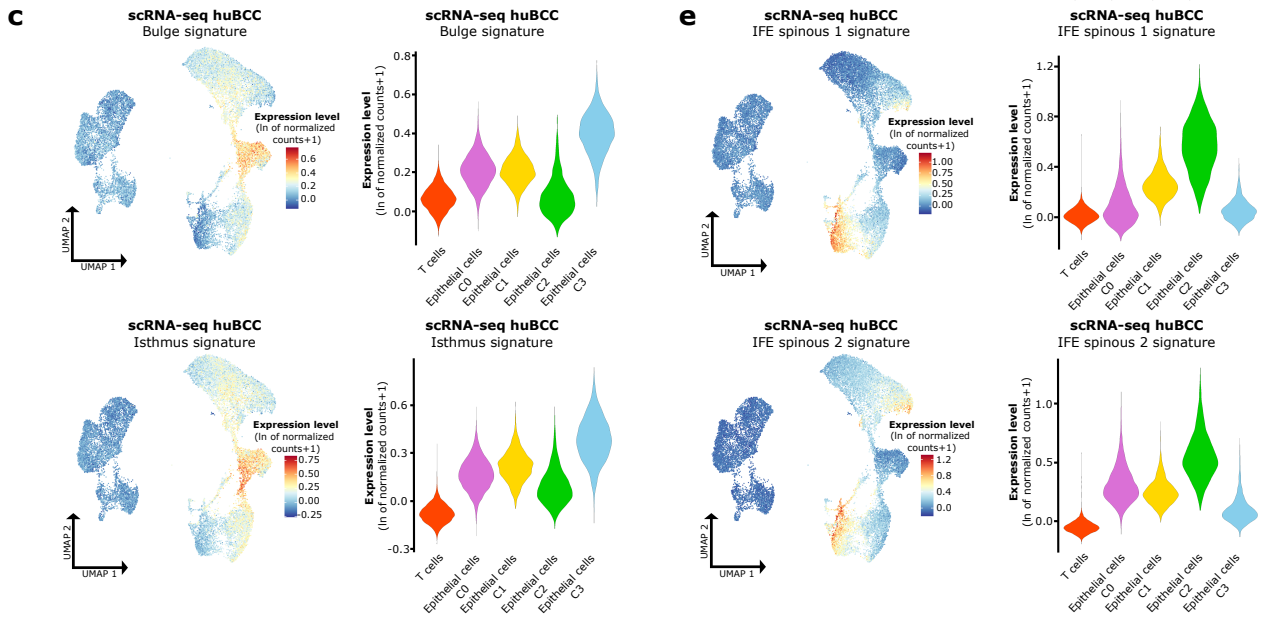 c
scRNA-seq huBCC
Bulge signature
Expression level
(ln of normalized
counts+1)
0.6
0.4
0.2
0.0
UMAP 2
UMAP 1
scRNA-seq huBCC
Bulge signature
Expression level
(ln of normalized counts+1)
0.8
0.6
0.4
0.2
0.0
T cells
Epithelial cells
C0
Epithelial cells
C1
Epithelial cells
C2
Epithelial cells
C3
scRNA-seq huBCC
Isthmus signature
Expression level
(ln of normalized
counts+1)
0.75
0.50
0.25
0.00
-0.25
UMAP 2
UMAP 1
scRNA-seq huBCC
Isthmus signature
Expression level
(ln of normalized counts+1)
0.6
0.3
0.0
-0.3
T cells
Epithelial cells
C0
Epithelial cells
C1
Epithelial cells
C2
Epithelial cells
C3
e
scRNA-seq huBCC
IFE spinous 1 signature
Expression level
(ln of normalized
counts+1)
1.00
0.75
0.50
0.25
0.00
UMAP 2
UMAP 1
scRNA-seq huBCC
IFE spinous 1 signature
Expression level
(ln of normalized counts+1)
1.2
0.8
0.4
0.0
T cells
Epithelial cells
C0
Epithelial cells
C1
Epithelial cells
C2
Epithelial cells
C3
scRNA-seq huBCC
IFE spinous 2 signature
Expression level
(ln of normalized
counts+1)
1.2
0.8
0.4
0.0
UMAP 2
UMAP 1
scRNA-seq huBCC
IFE spinous 2 signature
Expression level
(ln of normalized counts+1)
1.0
0.5
0.0
T cells
Epithelial cells
C0
Epithelial cells
C1
Epithelial cells
C2
Epithelial cells
C3